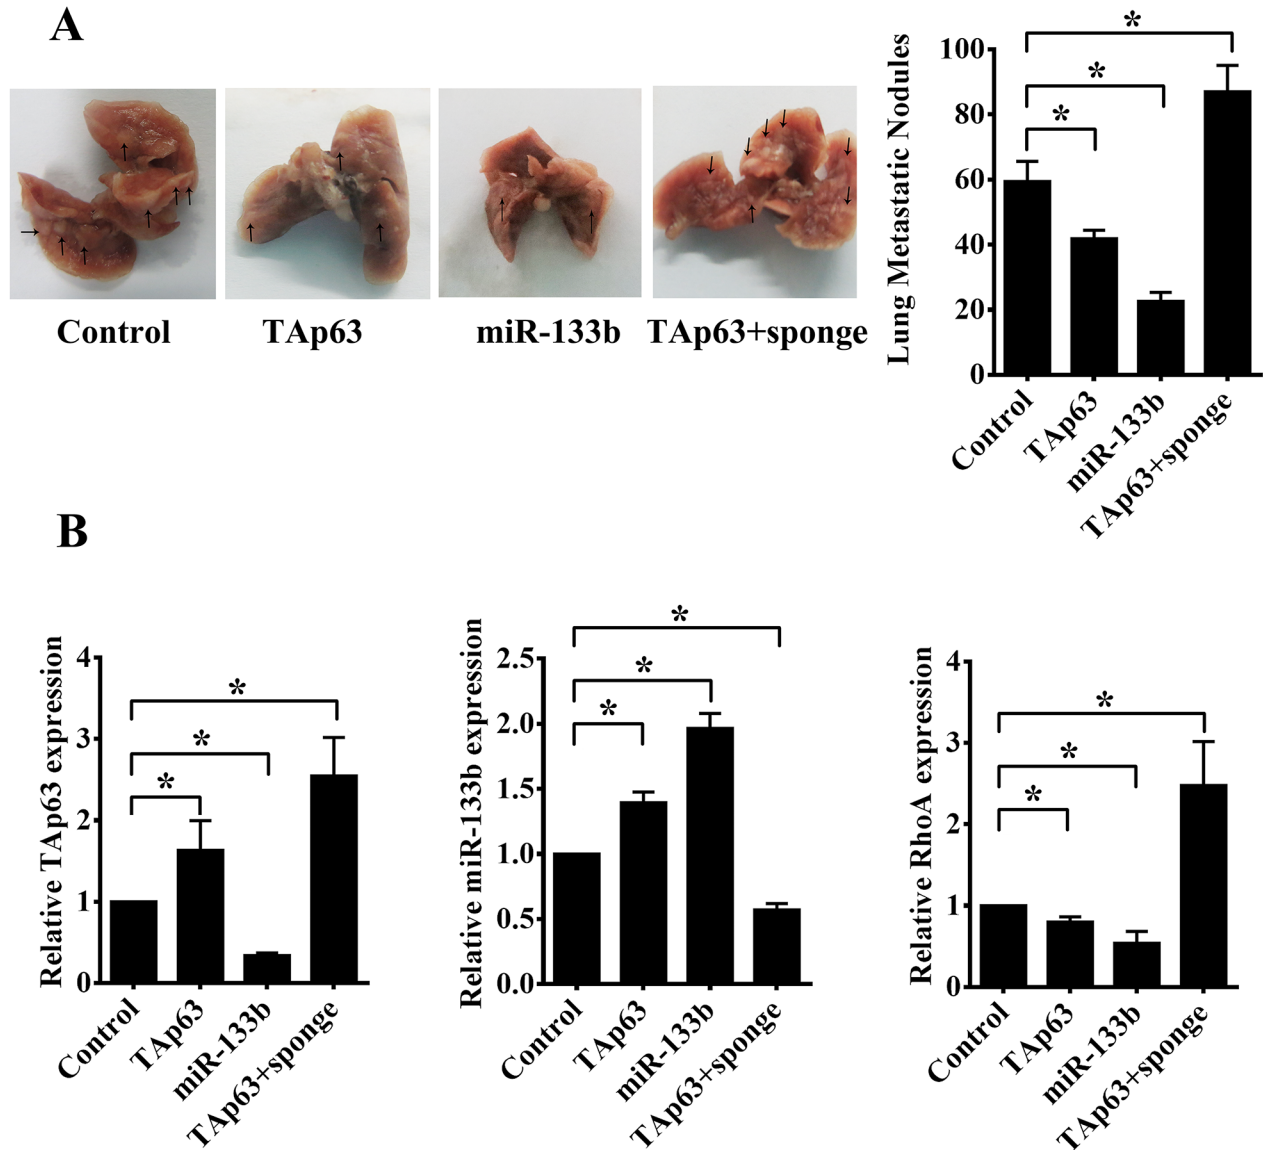 A
Control
TAp63
miR-133b
TAp63+sponge
Lung Metastatic Nodules
100
80
60
40
20
0
*
*
*
Control
TAp63
miR-133b
TAp63+sponge
B
Relative TAp63 expression
4
3
2
1
0
*
*
*
Control
TAp63
miR-133b
TAp63+sponge
Relative miR-133b expression
2.5
2.0
1.5
1.0
0.5
0.0
*
*
*
Control
TAp63
miR-133b
TAp63+sponge
Relative RhoA expression
4
3
2
1
0
*
*
*
Control
TAp63
miR-133b
TAp63+sponge